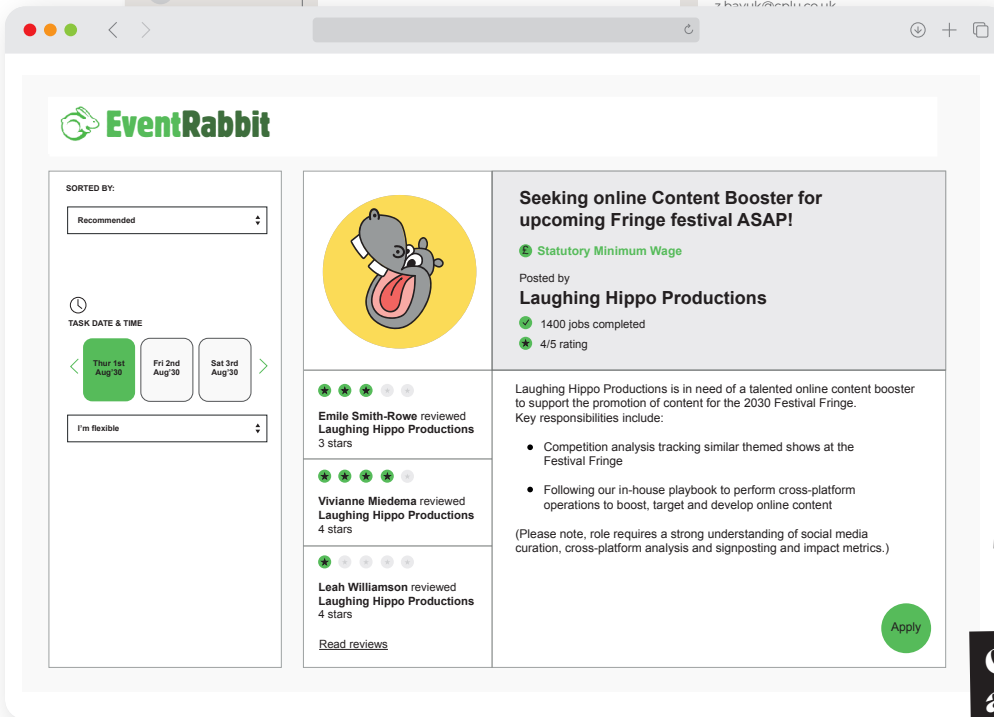 z.bayuk@cplu.co.uk
EventRabbit
SORTED BY:
Recommended
TASK DATE & TIME
Thur 1st
Aug'30
Fri 2nd
Aug'30
Sat 3rd
Aug'30
I'm flexible
Seeking online Content Booster for
upcoming Fringe festival ASAP!
£ Statutory Minimum Wage
Posted by
Laughing Hippo Productions
1400 jobs completed
4/5 rating
Emile Smith-Rowe reviewed
Laughing Hippo Productions
3 stars
Vivianne Miedema reviewed
Laughing Hippo Productions
4 stars
Leah Williamson reviewed
Laughing Hippo Productions
4 stars
Read reviews
Laughing Hippo Productions is in need of a talented online content booster
to support the promotion of content for the 2030 Festival Fringe.
Key responsibilities include:
● Competition analysis tracking similar themed shows at the
Festival Fringe
● Following our in-house playbook to perform cross-platform
operations to boost, target and develop online content
(Please note, role requires a strong understanding of social media
curation, cross-platform analysis and signposting and impact metrics.)
Apply